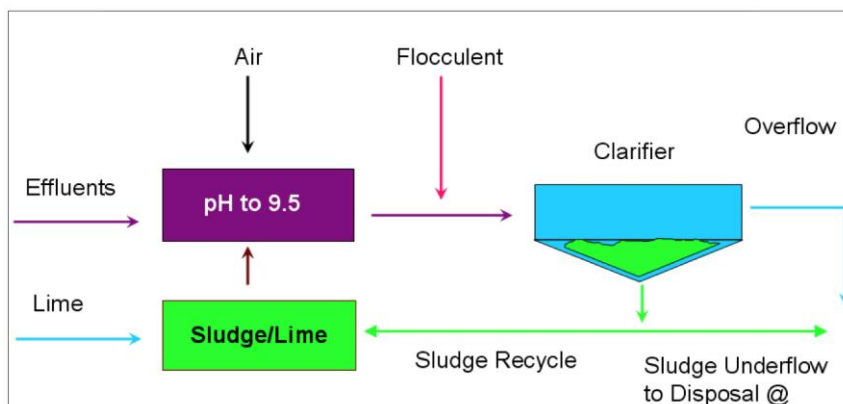 Air
Flocculent
Overflow
Clarifier
Effluents
pH to 9.5
Lime
Sludge/Lime
Sludge Recycle
Sludge Underflow
to Disposal @